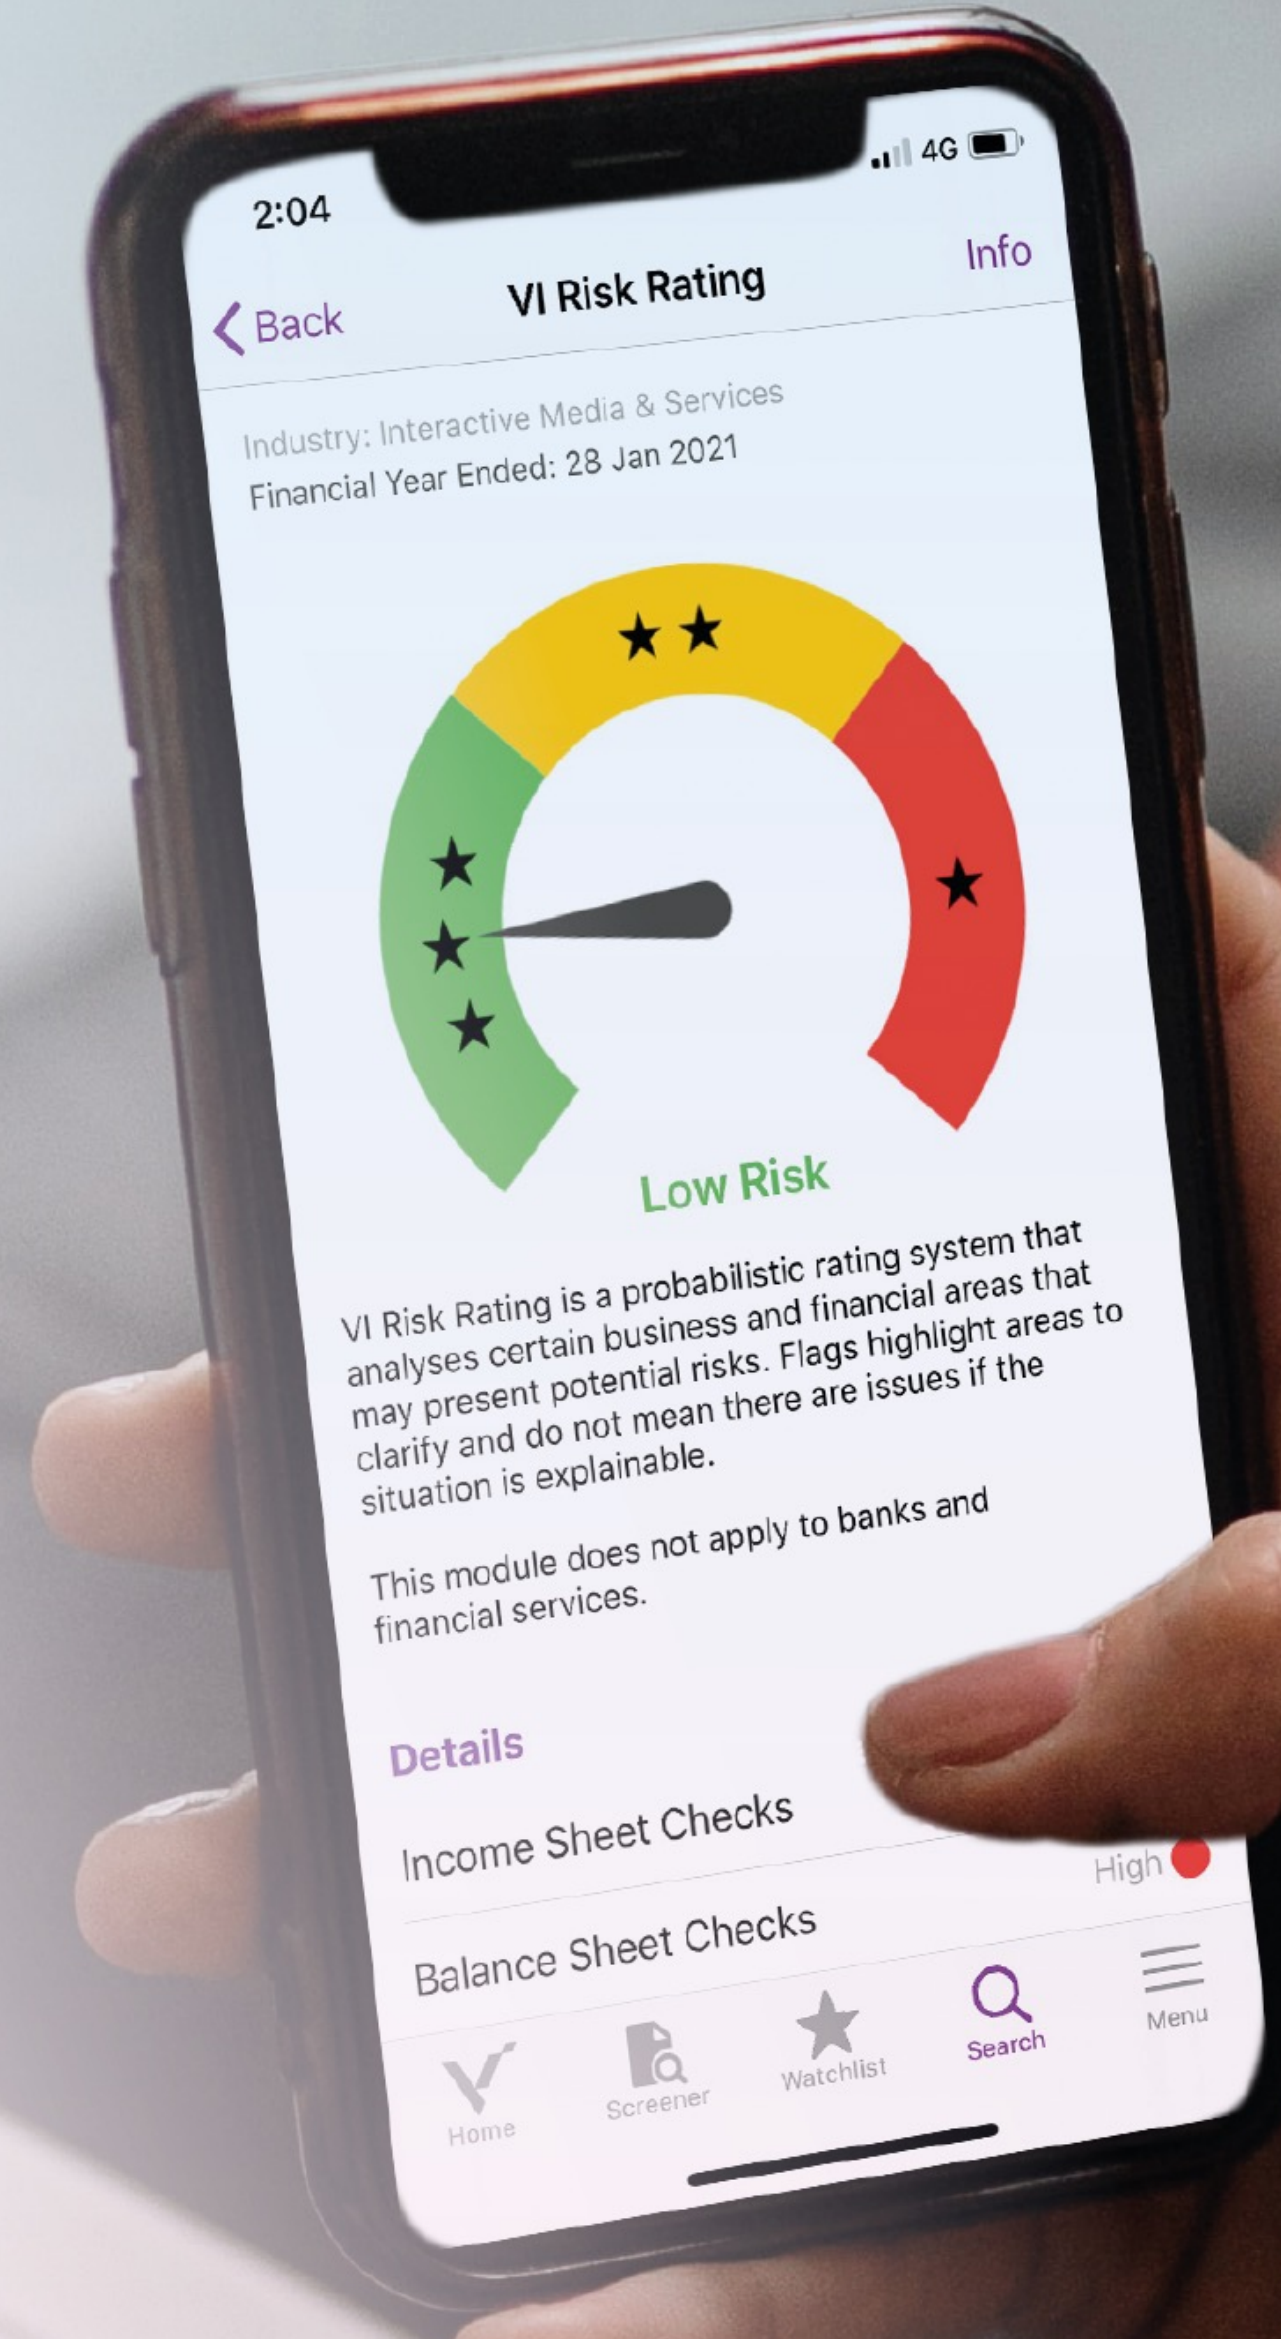 2:04
4G
Back
VI Risk Rating
Info
Industry: Interactive Media & Services
Financial Year Ended: 28 Jan 2021
Low Risk
VI Risk Rating is a probabilistic rating system that
analyses certain business and financial areas that
may present potential risks. Flags highlight areas to
clarify and do not mean there are issues if the
situation is explainable.
This module does not apply to banks and
financial services.
Details
Income Sheet Checks
High
Balance Sheet Checks
Home
Screener
Watchlist
Search
Menu